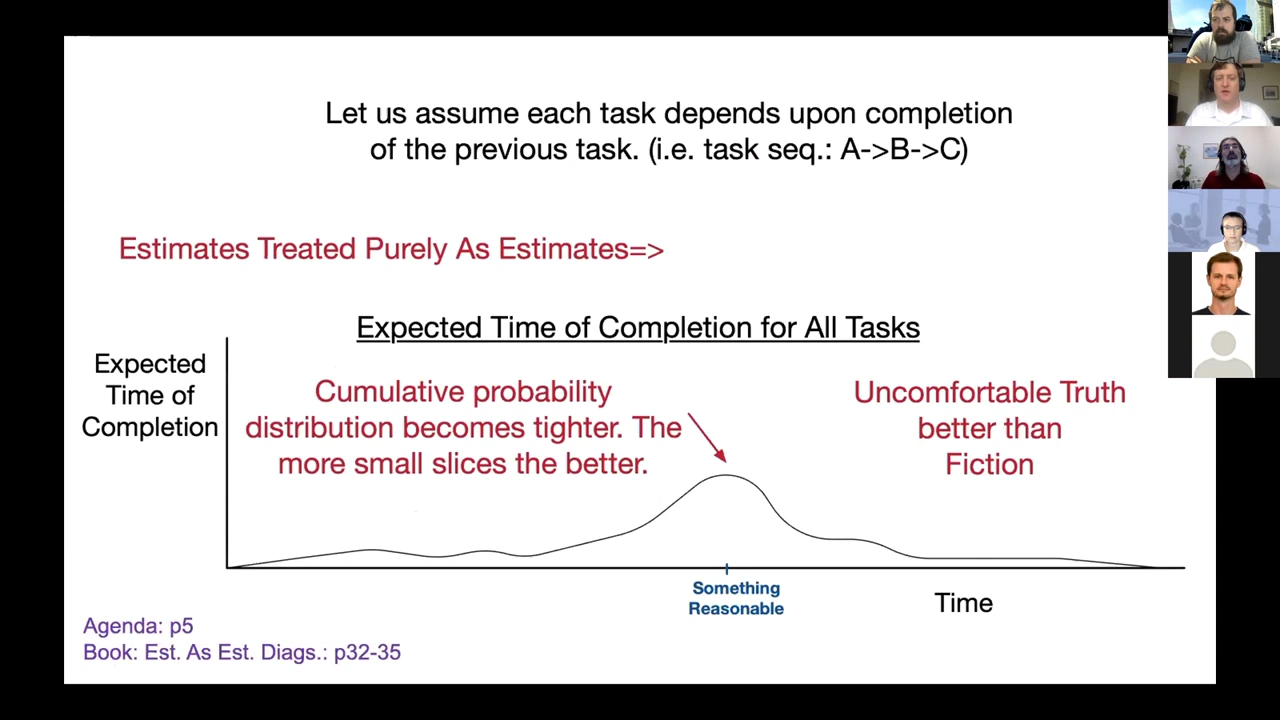 Let us assume each task depends upon completion
of the previous task. (i.e. task seq.: A->B->C)
Estimates Treated Purely As Estimates=>
Expected Time of Completion for All Tasks
Expected
Time of
Completion
Cumulative probability
distribution becomes tighter. The
more small slices the better.
Uncomfortable Truth
better than
Fiction
Something
Reasonable
Time
Agenda: p5
Book: Est. As Est. Diags.: p32-35